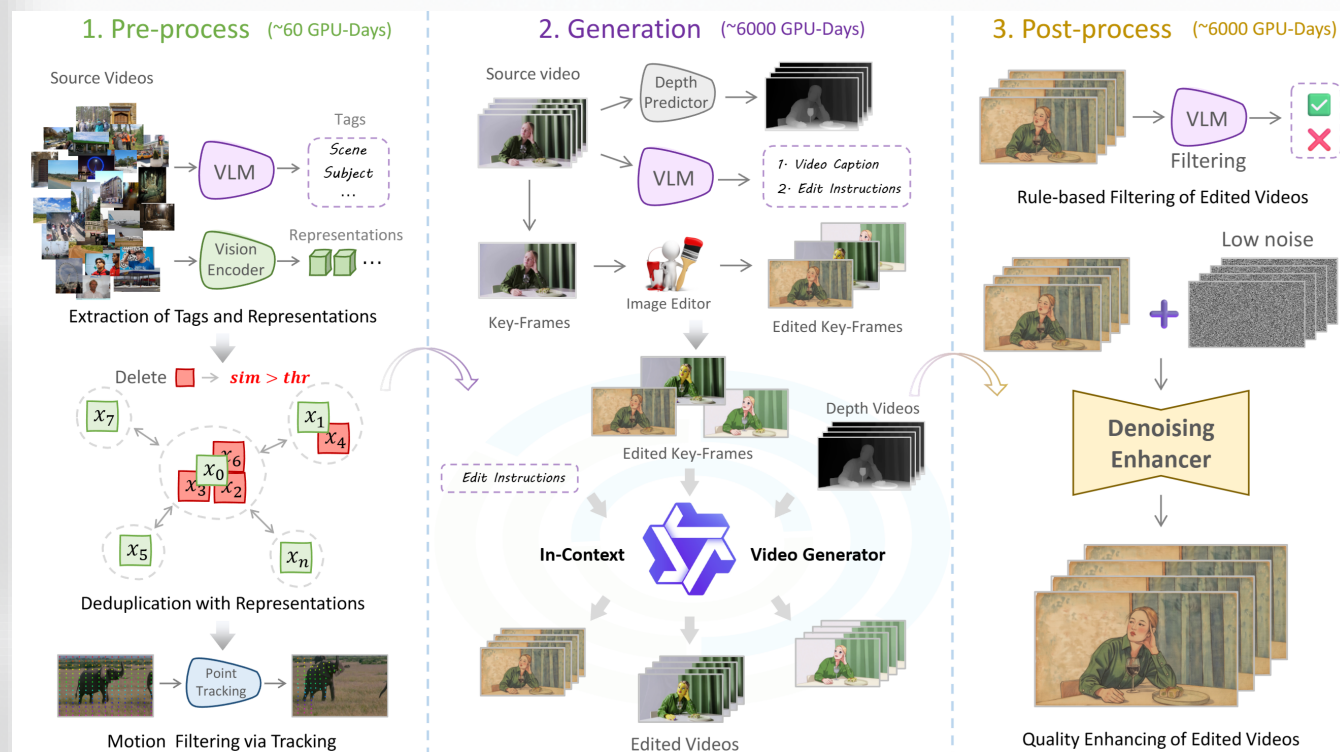 1. Pre-process (~60 GPU-Days)
Source Videos
VLM
Tags
Scene
Subject
...
Vision
Encoder
Representations
...
Extraction of Tags and Representations
Delete → sim > thr
x₇
x₁
x₄
x₆
x₀
x₃
x₂
x₅
xₙ
Deduplication with Representations
Point
Tracking
Motion Filtering via Tracking
2. Generation (~6000 GPU-Days)
Source video
Depth
Predictor
VLM
1. Video Caption
2. Edit Instructions
Key-Frames
Image Editor
Edited Key-Frames
Edited Key-Frames
Depth Videos
Edit Instructions
In-Context
Video Generator
Edited Videos
3. Post-process (~6000 GPU-Days)
VLM
Filtering
Rule-based Filtering of Edited Videos
Low noise
Denoising
Enhancer
Quality Enhancing of Edited Videos